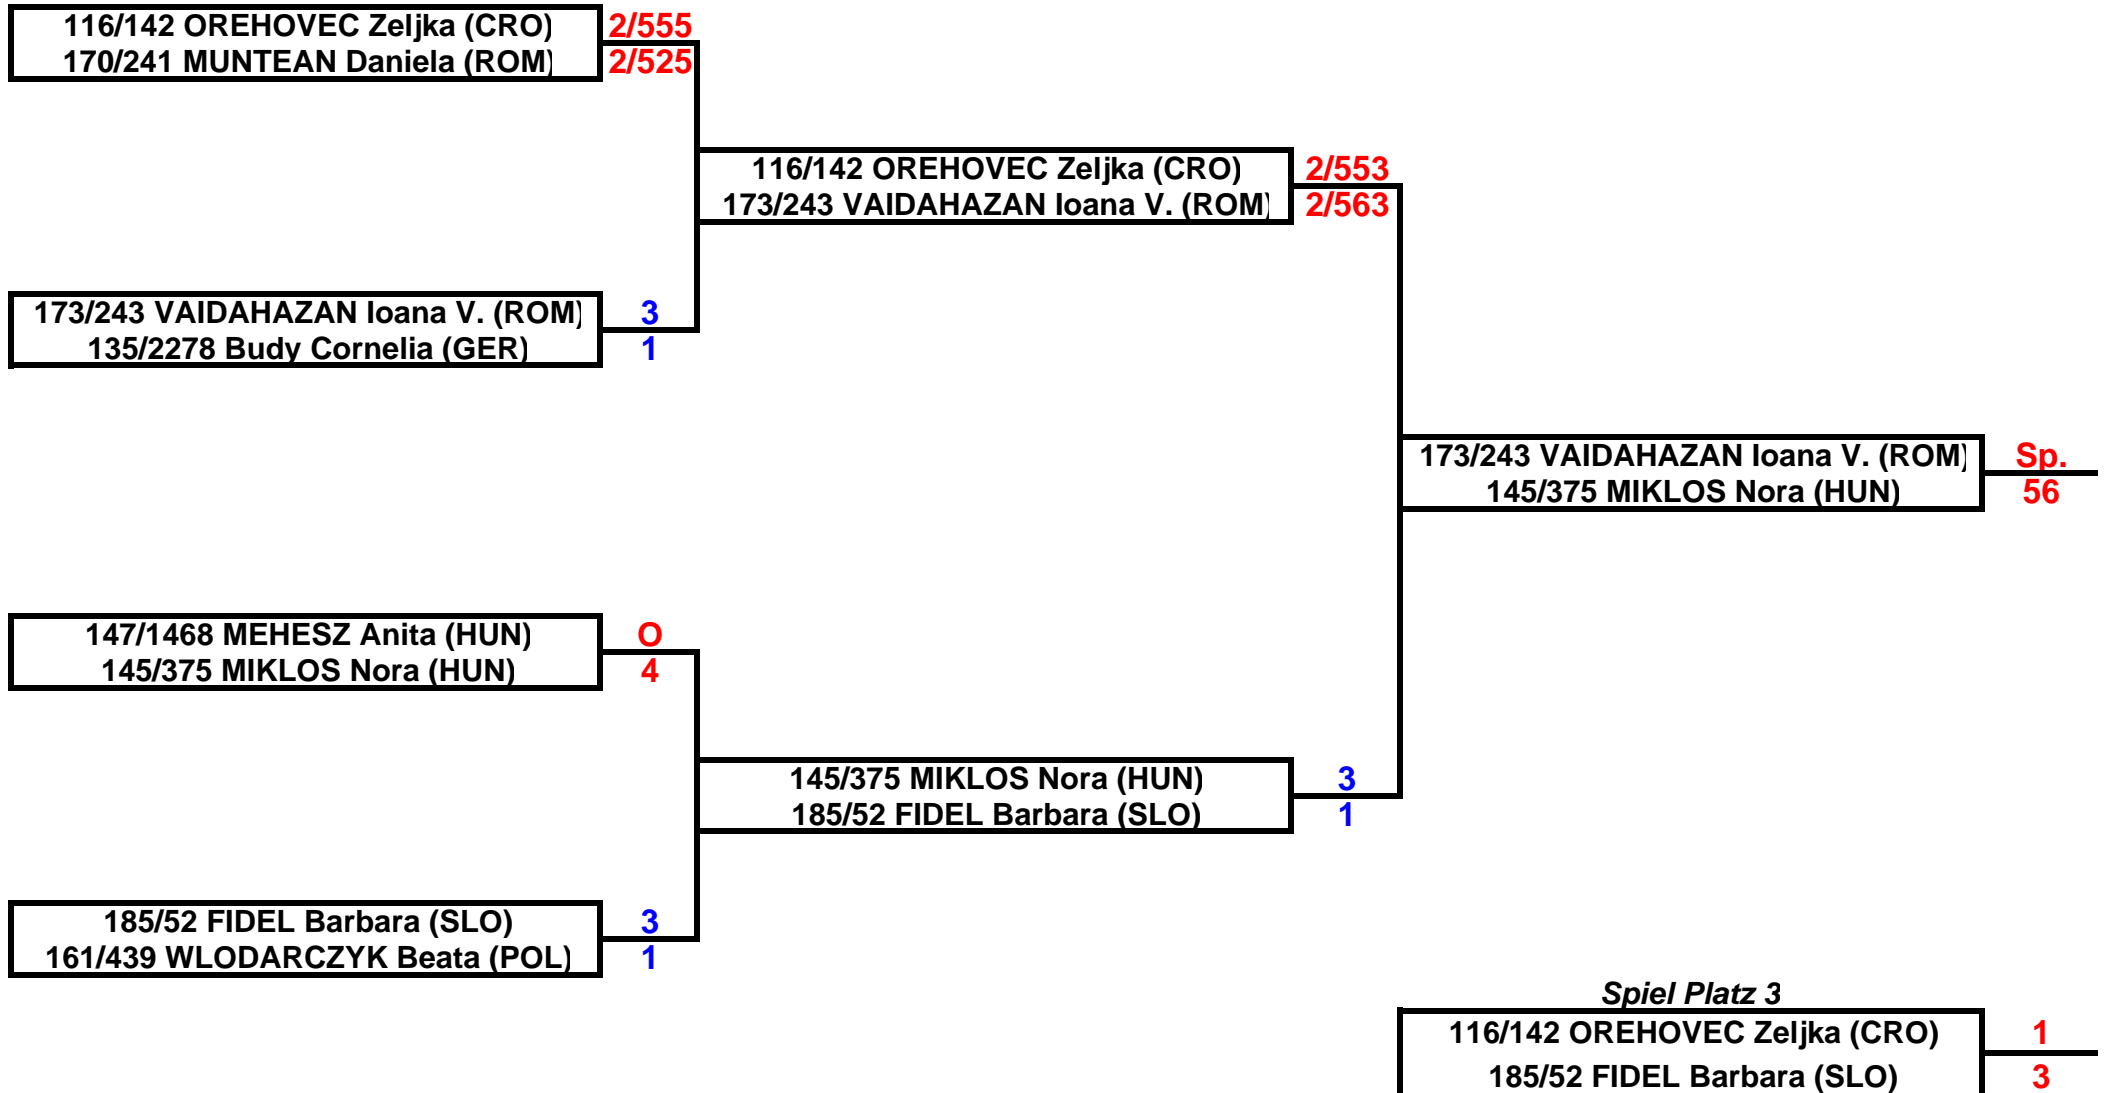 116/142 OREHOVEC Zeljka (CRO) 2/555
170/241 MUNTEAN Daniela (ROM) 2/525
116/142 OREHOVEC Zeljka (CRO) 2/553
173/243 VAIDAHAZAN Ioana V. (ROM) 2/563
173/243 VAIDAHAZAN Ioana V. (ROM) 3
135/2278 Budy Cornelia (GER) 1
173/243 VAIDAHAZAN Ioana V. (ROM) Sp.
145/375 MIKLOS Nora (HUN) 56
147/1468 MEHESZ Anita (HUN) O
145/375 MIKLOS Nora (HUN) 4
145/375 MIKLOS Nora (HUN) 3
185/52 FIDEL Barbara (SLO) 1
185/52 FIDEL Barbara (SLO) 3
161/439 WLODARCZYK Beata (POL) 1
Spiel Platz 3
116/142 OREHOVEC Zeljka (CRO) 1
185/52 FIDEL Barbara (SLO) 3